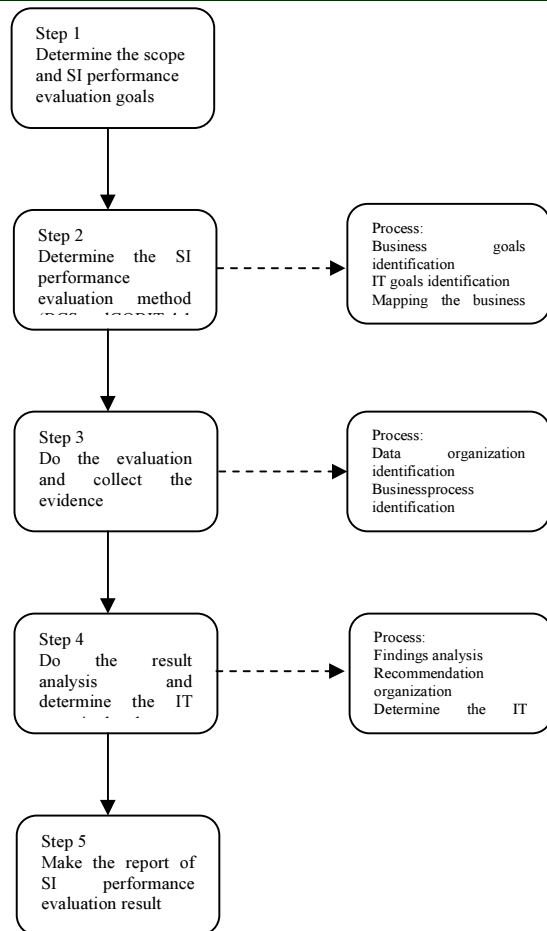 Step 1
Determine the scope
and SI performance
evaluation goals
Step 2
Determine the SI
performance
evaluation method
Process:
Business goals
identification
IT goals identification
Mapping the business
Step 3
Do the evaluation
and collect the
evidence
Process:
Data organization
identification
Businessprocess
identification
Step 4
Do the result
analysis and
determine the IT
Process:
Findings analysis
Recommendation
organization
Determine the IT
Step 5
Make the report of
SI performance
evaluation result